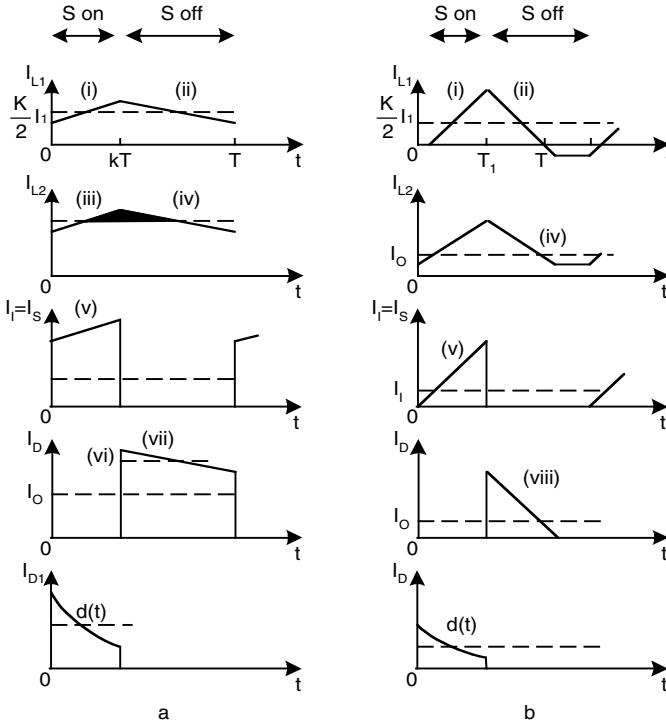 S on S off
I_L1
(i) (ii)
K/2 I_1
0 kT T t
I_L2
(iii) (iv)
0 t
I_I=I_S
(v)
0 t
I_D
(vi) (vii)
I_O
0 t
I_D1
d(t)
0 t
a
S on S off
I_L1
(i) (ii)
K/2 I_1
0 T_1 T t
I_L2
(iv)
I_O
0 t
I_I=I_S
(v)
I_I
0 t
I_D
(viii)
I_O
0 t
I_D
d(t)
0 t
b